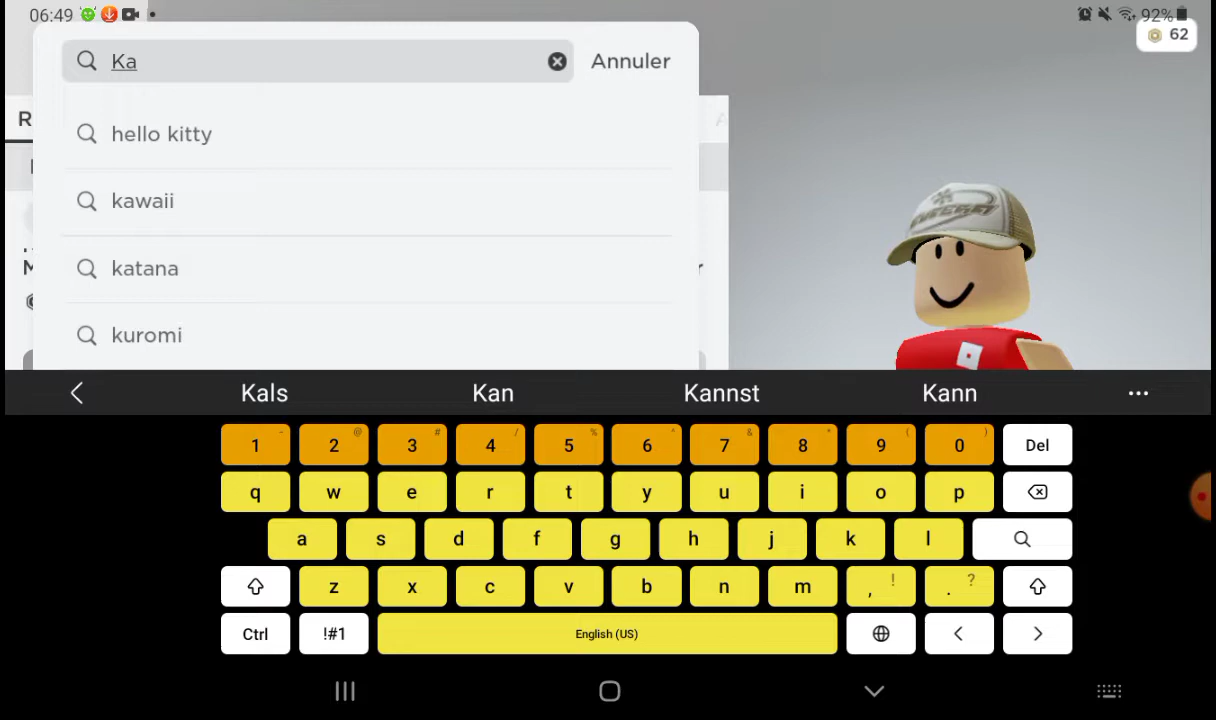 06:49
92%
62
Ka
Annuler
R
hello kitty
kawaii
katana
M
r
kuromi
Kals Kan Kannst Kann ...
1 - 2 @ 3 # 4 / 5 % 6 ^ 7 & 8 * 9 ( 0 ) Del
q w e r t y u i o p
a s d f g h j k l
z x c v b n m , ! . ?
Ctrl !#1 English (US) < >